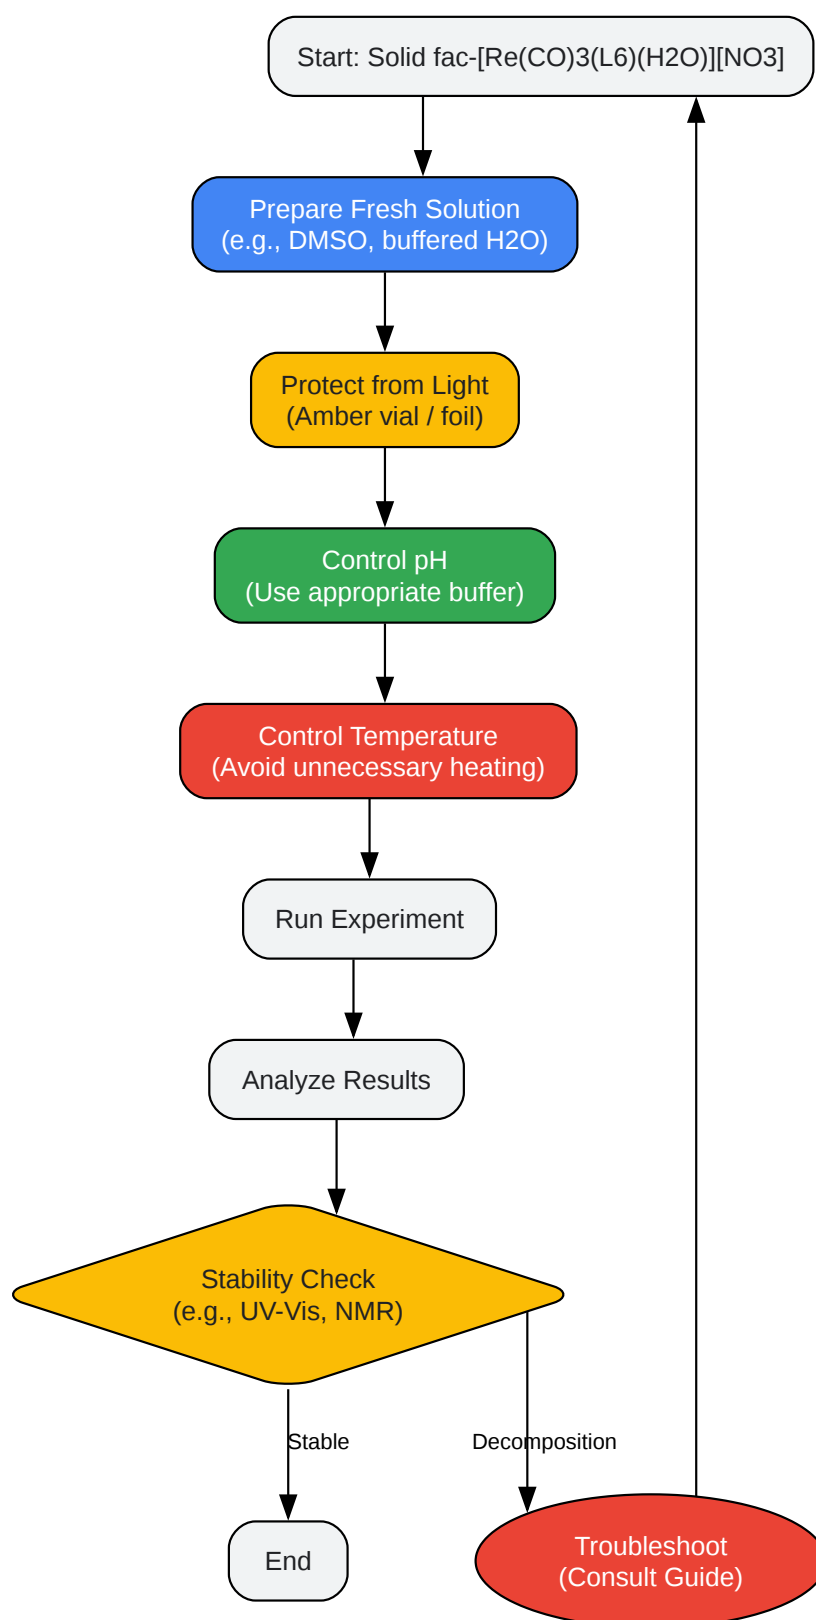 Start: Solid fac-[Re(CO)3(L6)(H2O)][NO3]
Prepare Fresh Solution
(e.g., DMSO, buffered H2O)
Protect from Light
(Amber vial / foil)
Control pH
(Use appropriate buffer)
Control Temperature
(Avoid unnecessary heating)
Run Experiment
Analyze Results
Stability Check
(e.g., UV-Vis, NMR)
Stable
Decomposition
End
Troubleshoot
(Consult Guide)